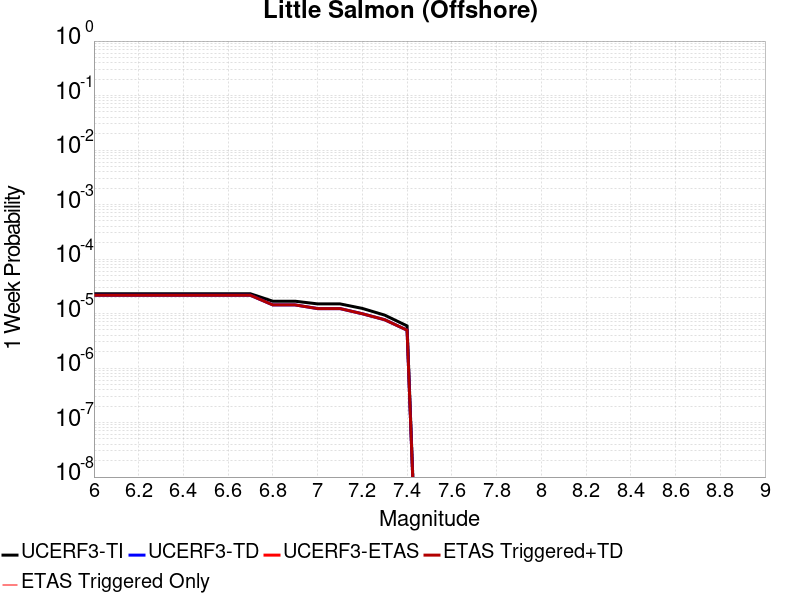 Little Salmon (Offshore)
10^0
10^-1
10^-2
10^-3
10^-4
10^-5
10^-6
10^-7
10^-8
1 Week Probability
6 6.2 6.4 6.6 6.8 7 7.2 7.4 7.6 7.8 8 8.2 8.4 8.6 8.8 9
Magnitude
UCERF3-TI UCERF3-TD UCERF3-ETAS ETAS Triggered+TD
ETAS Triggered Only